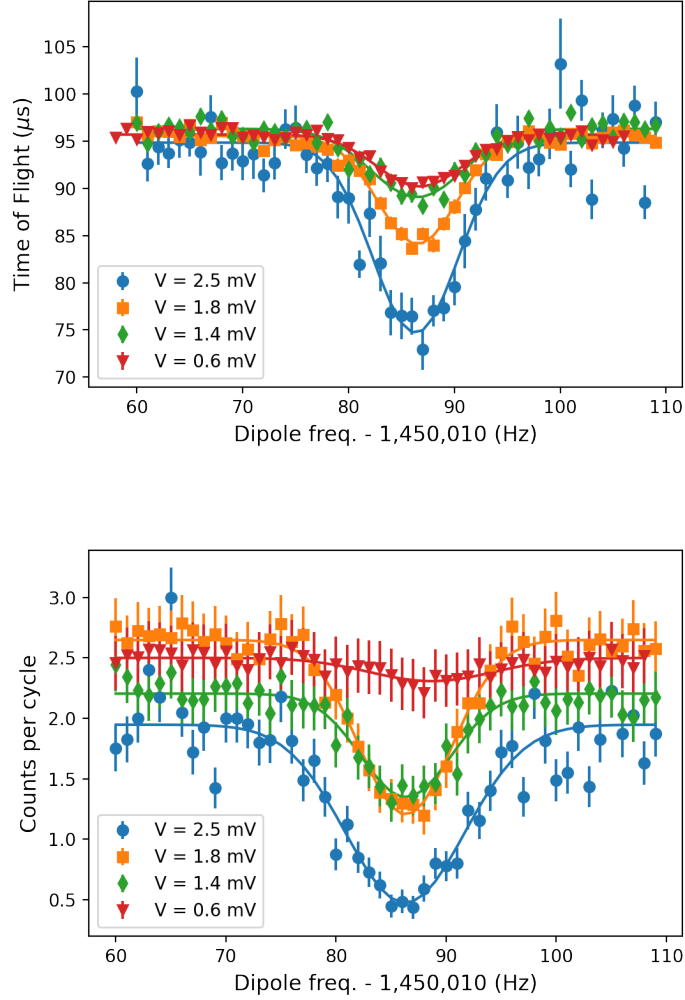 105
100
95
90
85
80
75
70
Time of Flight (μs)
V = 2.5 mV
V = 1.8 mV
V = 1.4 mV
V = 0.6 mV
60 70 80 90 100 110
Dipole freq. - 1,450,010 (Hz)
3.0
2.5
2.0
1.5
1.0
0.5
Counts per cycle
V = 2.5 mV
V = 1.8 mV
V = 1.4 mV
V = 0.6 mV
60 70 80 90 100 110
Dipole freq. - 1,450,010 (Hz)